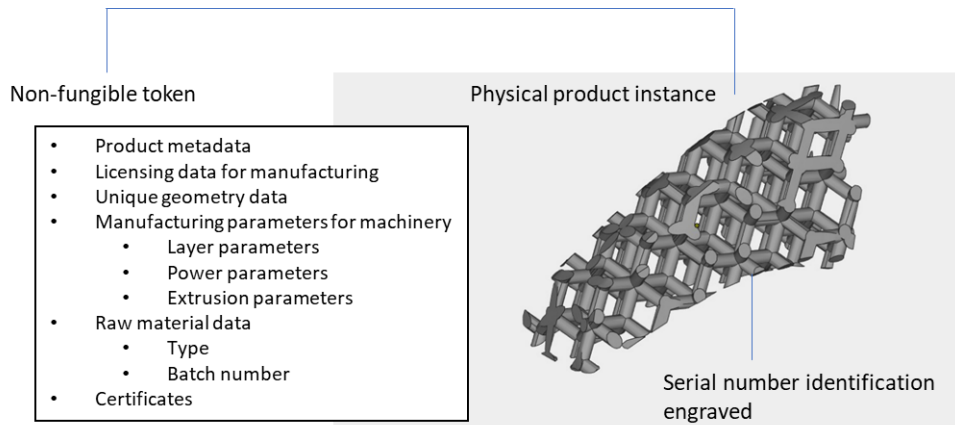 Non-fungible token
Physical product instance
• Product metadata
• Licensing data for manufacturing
• Unique geometry data
• Manufacturing parameters for machinery
• Layer parameters
• Power parameters
• Extrusion parameters
• Raw material data
• Type
• Batch number
• Certificates
Serial number identification
engraved